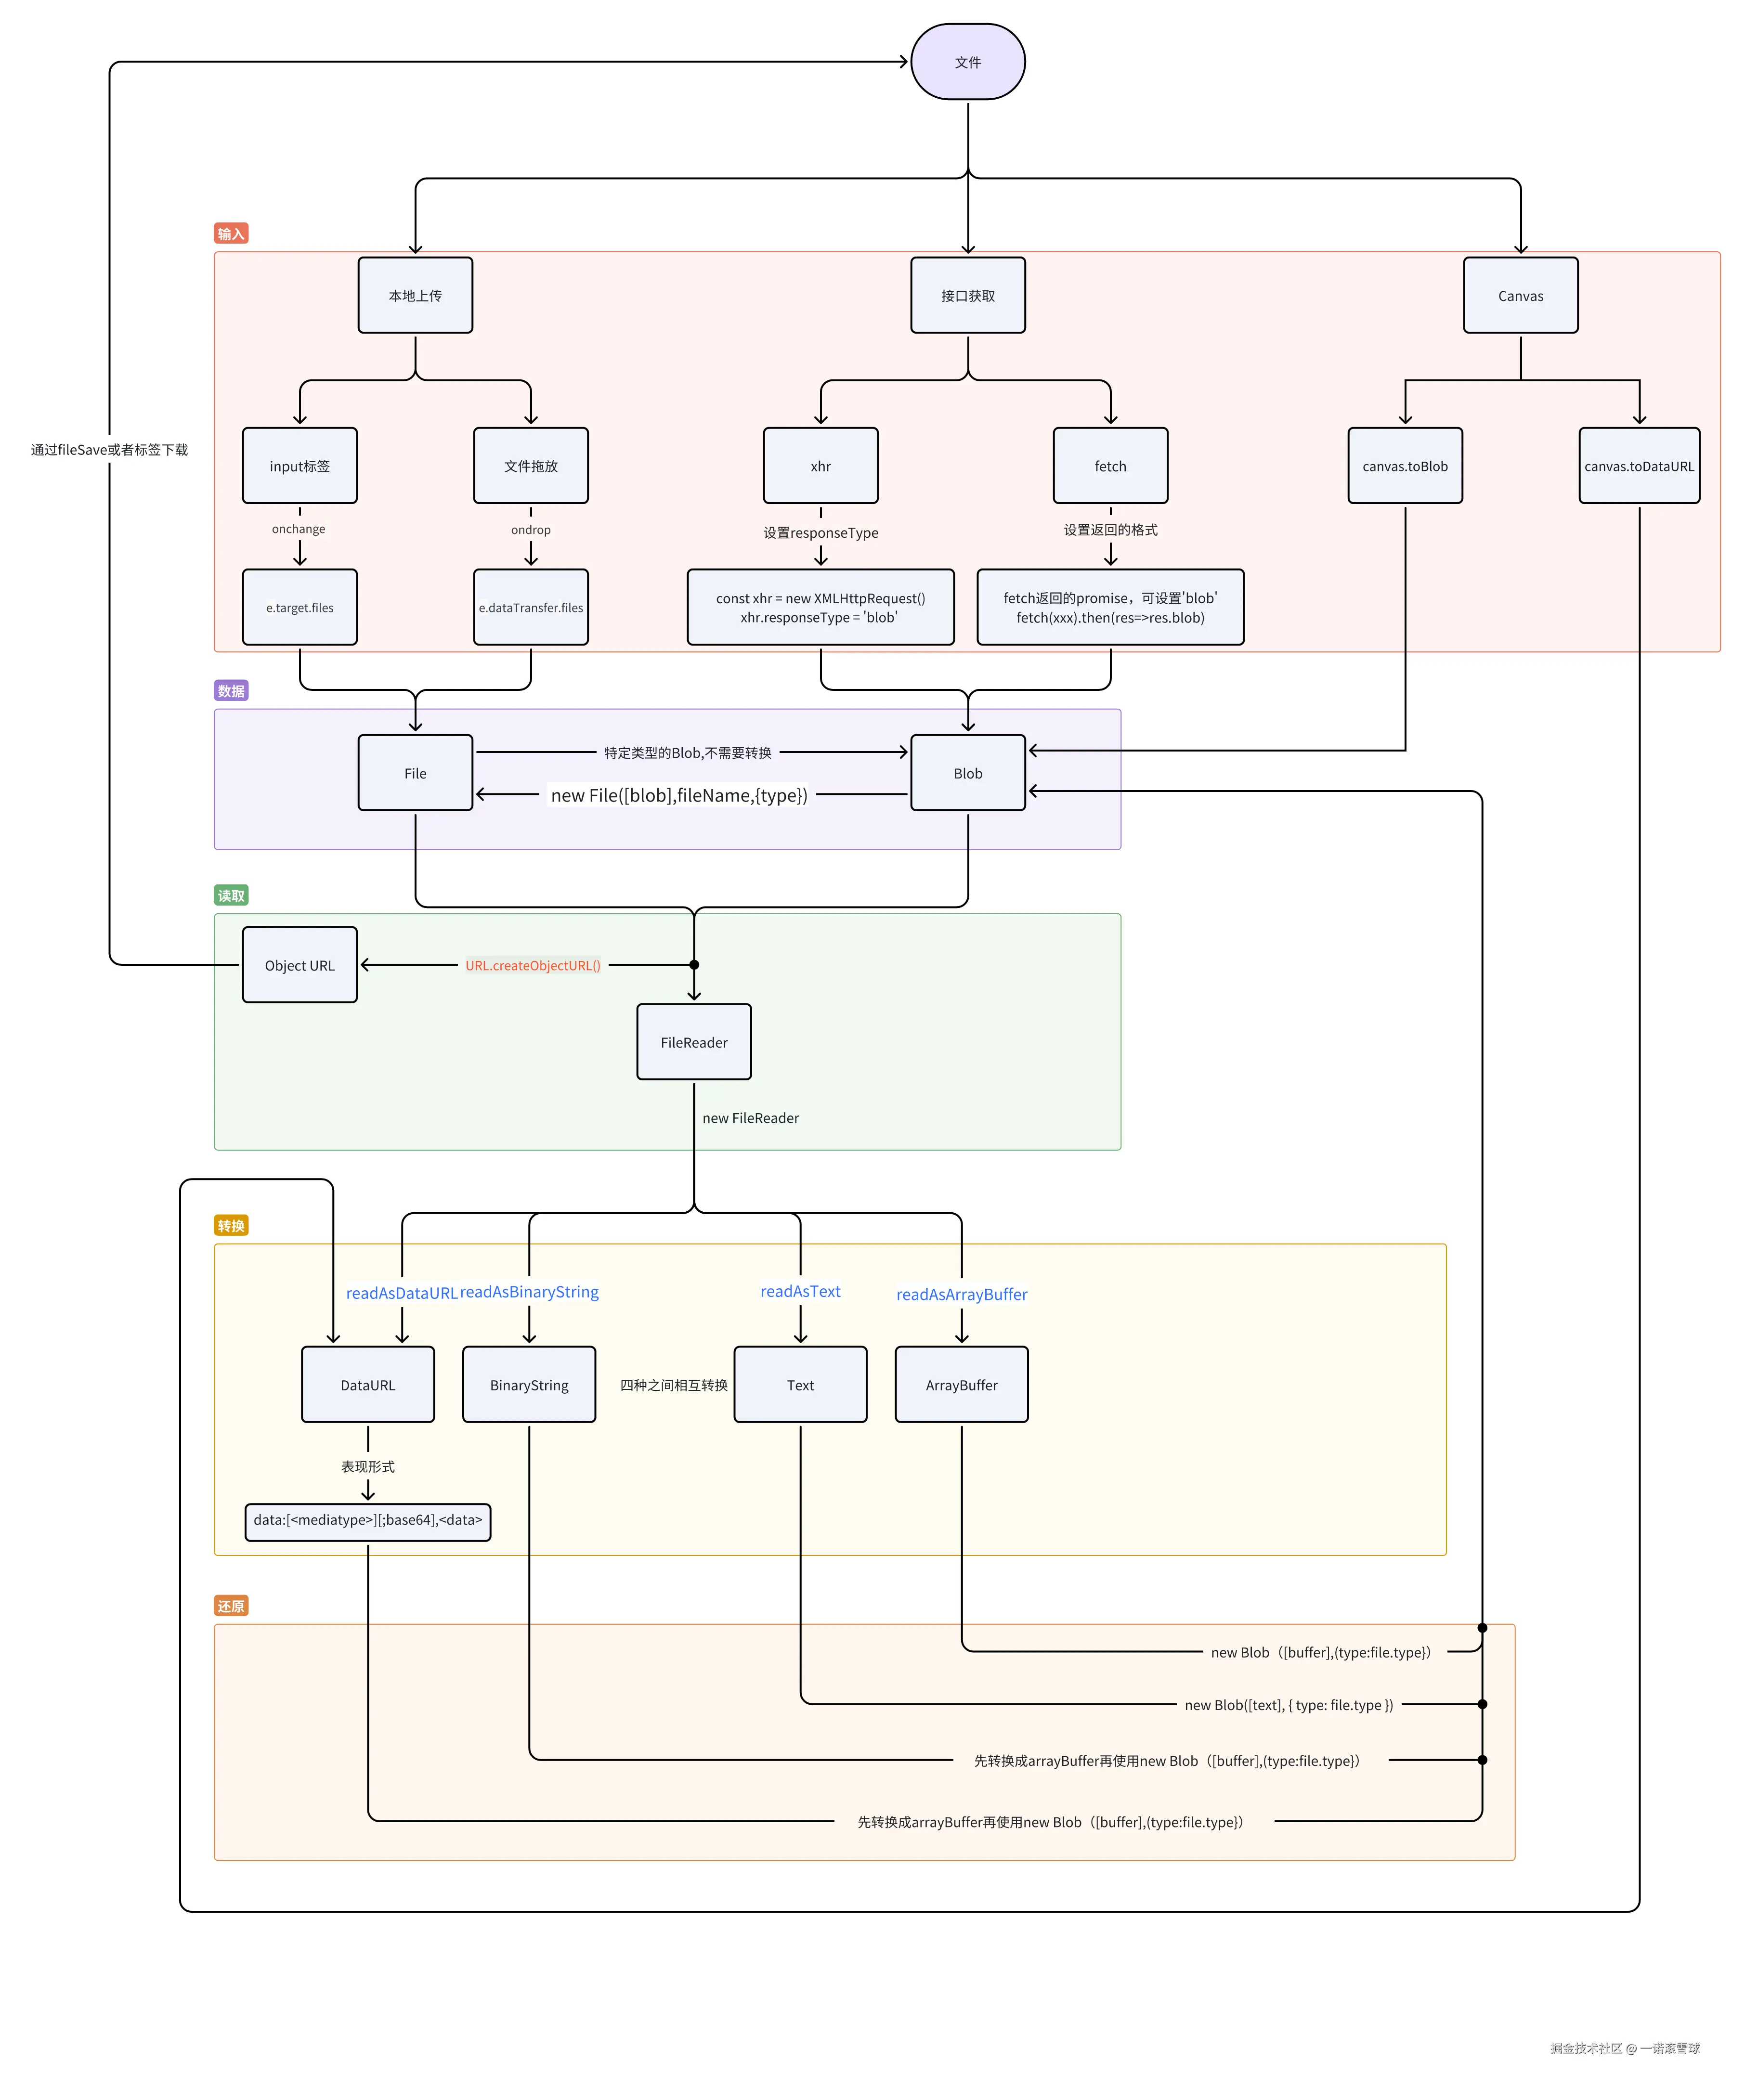 文件
输入
本地上传
接口获取
Canvas
通过fileSave或者标签下载
input标签
文件拖放
xhr
fetch
canvas.toBlob
canvas.toDataURL
onchange
ondrop
设置responseType
设置返回的格式
e.target.files
e.dataTransfer.files
const xhr = new XMLHttpRequest()
xhr.responseType = 'blob'
fetch返回的promise，可设置'blob'
fetch(xxx).then(res=>res.blob)
数据
File
特定类型的Blob,不需要转换
new File([blob],fileName,{type})
Blob
读取
Object URL
URL.createObjectURL()
FileReader
new FileReader
转换
readAsDataURL
readAsBinaryString
readAsText
readAsArrayBuffer
DataURL
BinaryString
四种之间相互转换
Text
ArrayBuffer
表现形式
data:[<mediatype>][;base64],<data>
还原
new Blob（[buffer],(type:file.type}）
new Blob([text], { type: file.type })
先转换成arrayBuffer再使用new Blob（[buffer],(type:file.type}）
先转换成arrayBuffer再使用new Blob（[buffer],(type:file.type}）
掘金技术社区 @ 一诺滚雪球